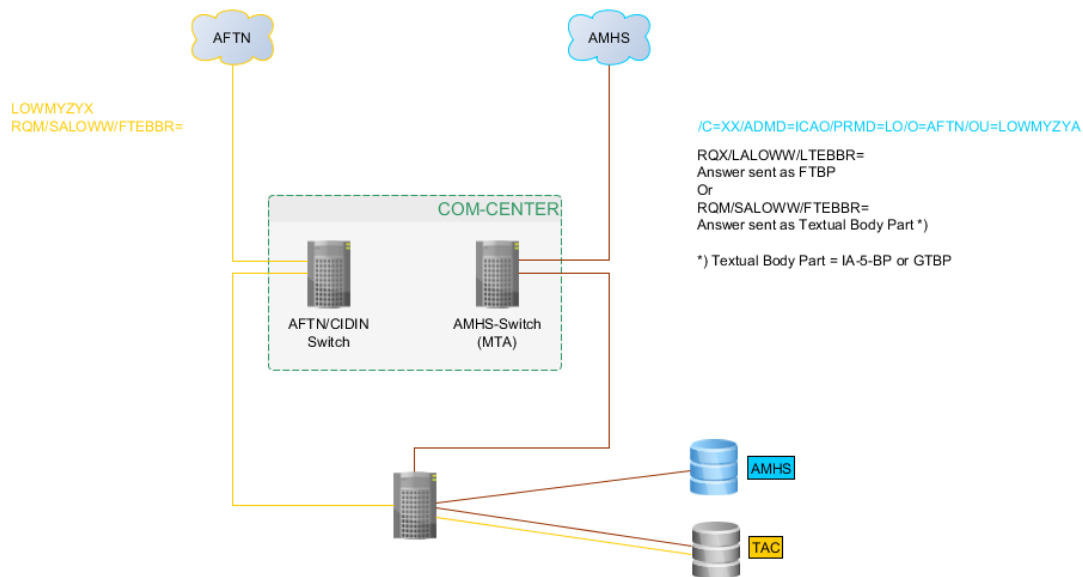 AFTN
AMHS
LOWMYZYX
RQM/SALOWW/FTEBBR=
/C=XX/ADMD=ICAO/PRMD=LO/O=AFTN/OU=LOWMYZYA
RQX/LALOWW/LTEBBR=
Answer sent as FTBP
Or
RQM/SALOWW/FTEBBR=
Answer sent as Textual Body Part *)
*) Textual Body Part = IA-5-BP or GTBP
COM-CENTER
AFTN/CIDIN
Switch
AMHS-Switch
(MTA)
AMHS
TAC